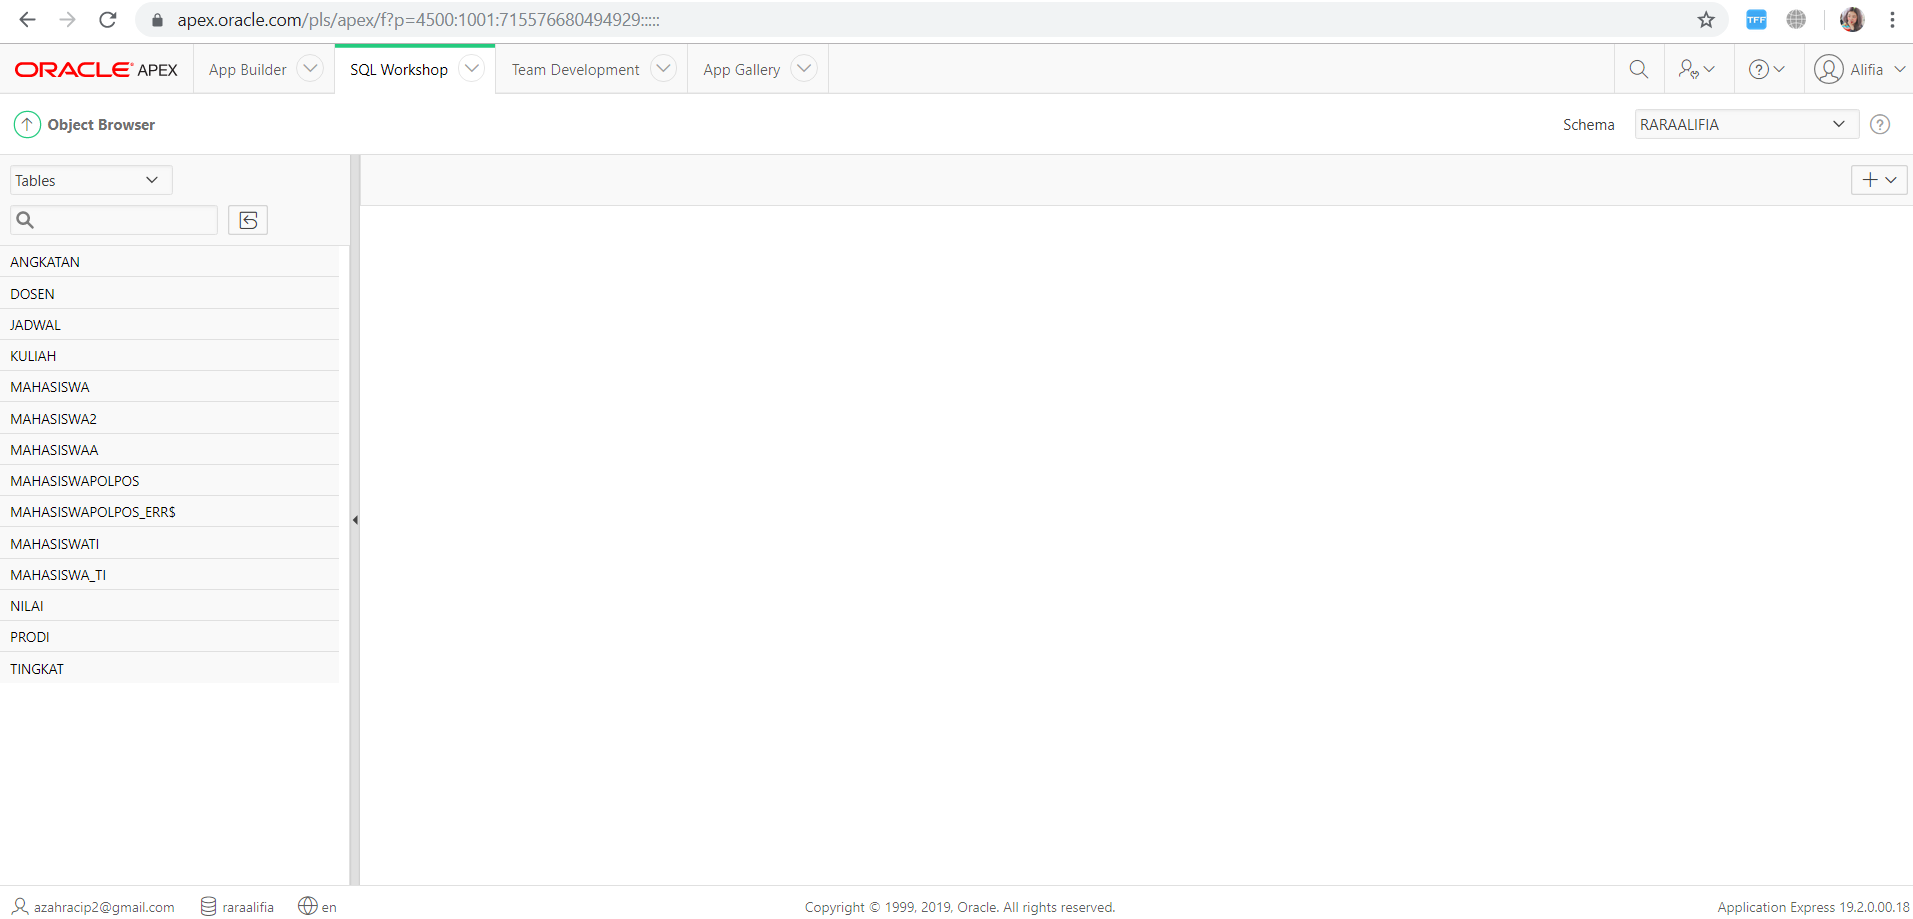 apex.oracle.com/pls/apex/f?p=4500:1001:715576680494929:::::
TFF
ORACLE® APEX
App Builder
SQL Workshop
Team Development
App Gallery
Alifia
Object Browser
Schema
RARAALIFIA
Tables
ANGKATAN
DOSEN
JADWAL
KULIAH
MAHASISWA
MAHASISWA2
MAHASISWAA
MAHASISWAPOLPOS
MAHASISWAPOLPOS_ERR$
MAHASISWATI
MAHASISWA_TI
NILAI
PRODI
TINGKAT
azahracip2@gmail.com
raraalifia
en
Copyright © 1999, 2019, Oracle. All rights reserved.
Application Express 19.2.0.00.18